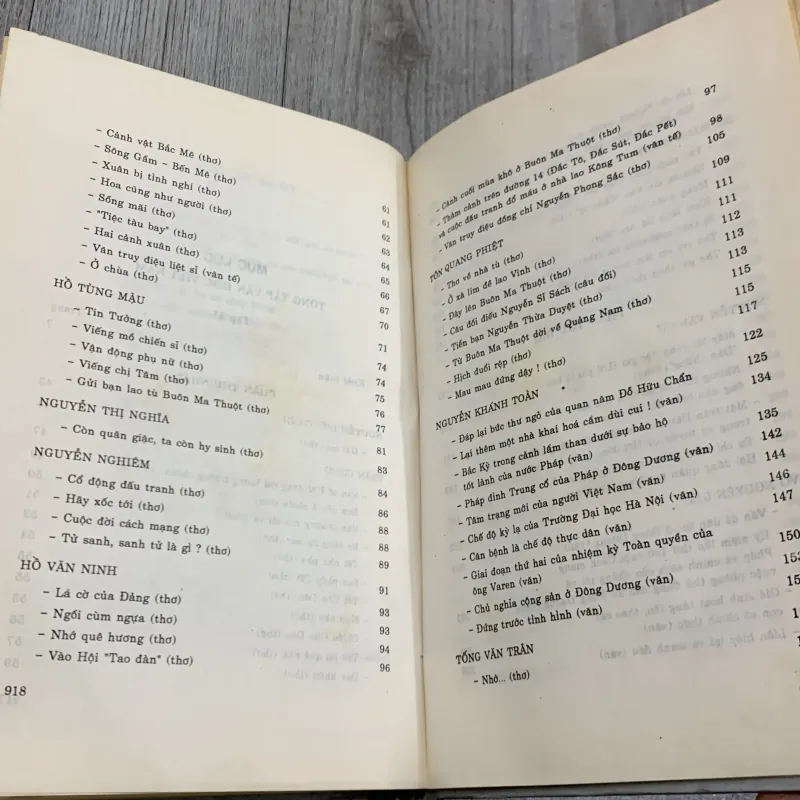 - Cảnh vật Bắc Mê (thơ) 61
- Sông Gấm - Bến Mê (thơ) 61
- Xuân bị tình nghi (thơ) 62
- Hoa cũng như người (thơ) 63
- Sống mãi (thơ) 64
- "Tiệc tàu bay" (thơ) 65
- Hai cảnh xuân (thơ) 66
- Văn truy điệu liệt sĩ (văn tế) 67
- Ở chùa (thơ) 70
HỒ TÙNG MẬU 71
- Tin Tưởng (thơ) 74
- Viếng mồ chiến sĩ (thơ) 74
- Vận động phụ nữ (thơ) 75
- Viếng chị Tâm (thơ) 76
- Gửi bạn lao tù Buôn Ma Thuột (thơ) 77
NGUYỄN THỊ NGHĨA 81
- Còn quân giặc, ta còn hy sinh (thơ) 83
NGUYỄN NGHIÊM 84
- Cổ động đấu tranh (thơ) 86
- Hãy xốc tới (thơ) 88
- Cuộc đời cách mạng (thơ) 88
- Tử sanh, sanh tử là gì ? (thơ) 89
HỒ VĂN NINH 91
- Lá cờ của Đảng (thơ) 93
- Ngồi cùm ngựa (thơ) 93
- Nhớ quê hương (thơ) 94
- Vào Hội "Tao đàn" (thơ) 96
918
- Cảnh cuối mùa khô ở Buôn Ma Thuột (thơ) 97
- Thăm cảnh trên đường 14 (Đắc Tô, Đắc Sút, Đắc Pết)
và cuộc đấu tranh đổ máu ở nhà lao Kông Tum (văn tế) 98
- Văn truy điệu đồng chí Nguyễn Phong Sắc (thơ) 105
TÔN QUANG PHIỆT 109
- Thơ về nhà tù (thơ) 111
- Ở xà lim đề lao Vinh (thơ) 111
- Đày lên Buôn Ma Thuột (thơ) 112
- Câu đối điếu Nguyễn Sĩ Sách (câu đối) 113
- Tiễn bạn Nguyễn Thừa Duyệt (thơ) 113
- Từ Buôn Ma Thuột dời về Quảng Nam (thơ) 115
- Hịch đuổi rệp (thơ) 115
- Mau mau đứng dậy ! (thơ) 117
NGUYỄN KHÁNH TOÀN 122
- Đáp lại bức thư ngỏ của quan năm Đỗ Hữu Chấn 125
- Lại thêm một nhà khai hoá cầm dùi cui ! (văn) 134
- Bắc Kỳ trong cảnh lầm than dưới sự bảo hộ
tốt lành của nước Pháp (văn) 135
- Pháp đình Trung cổ của Pháp ở Đông Dương (văn) 142
- Tâm trạng mới của người Việt Nam (văn) 144
- Chế độ kỳ lạ của Trường Đại học Hà Nội (văn) 146
- Căn bệnh là chế độ thực dân (văn) 147
- Giai đoạn thứ hai của nhiệm kỳ Toàn quyền của
ông Varen (văn)
- Chủ nghĩa cộng sản ở Đông Dương (văn)
- Đứng trước tình hình (văn)
TỐNG VĂN TRÂN
- Nhớ... (thơ)